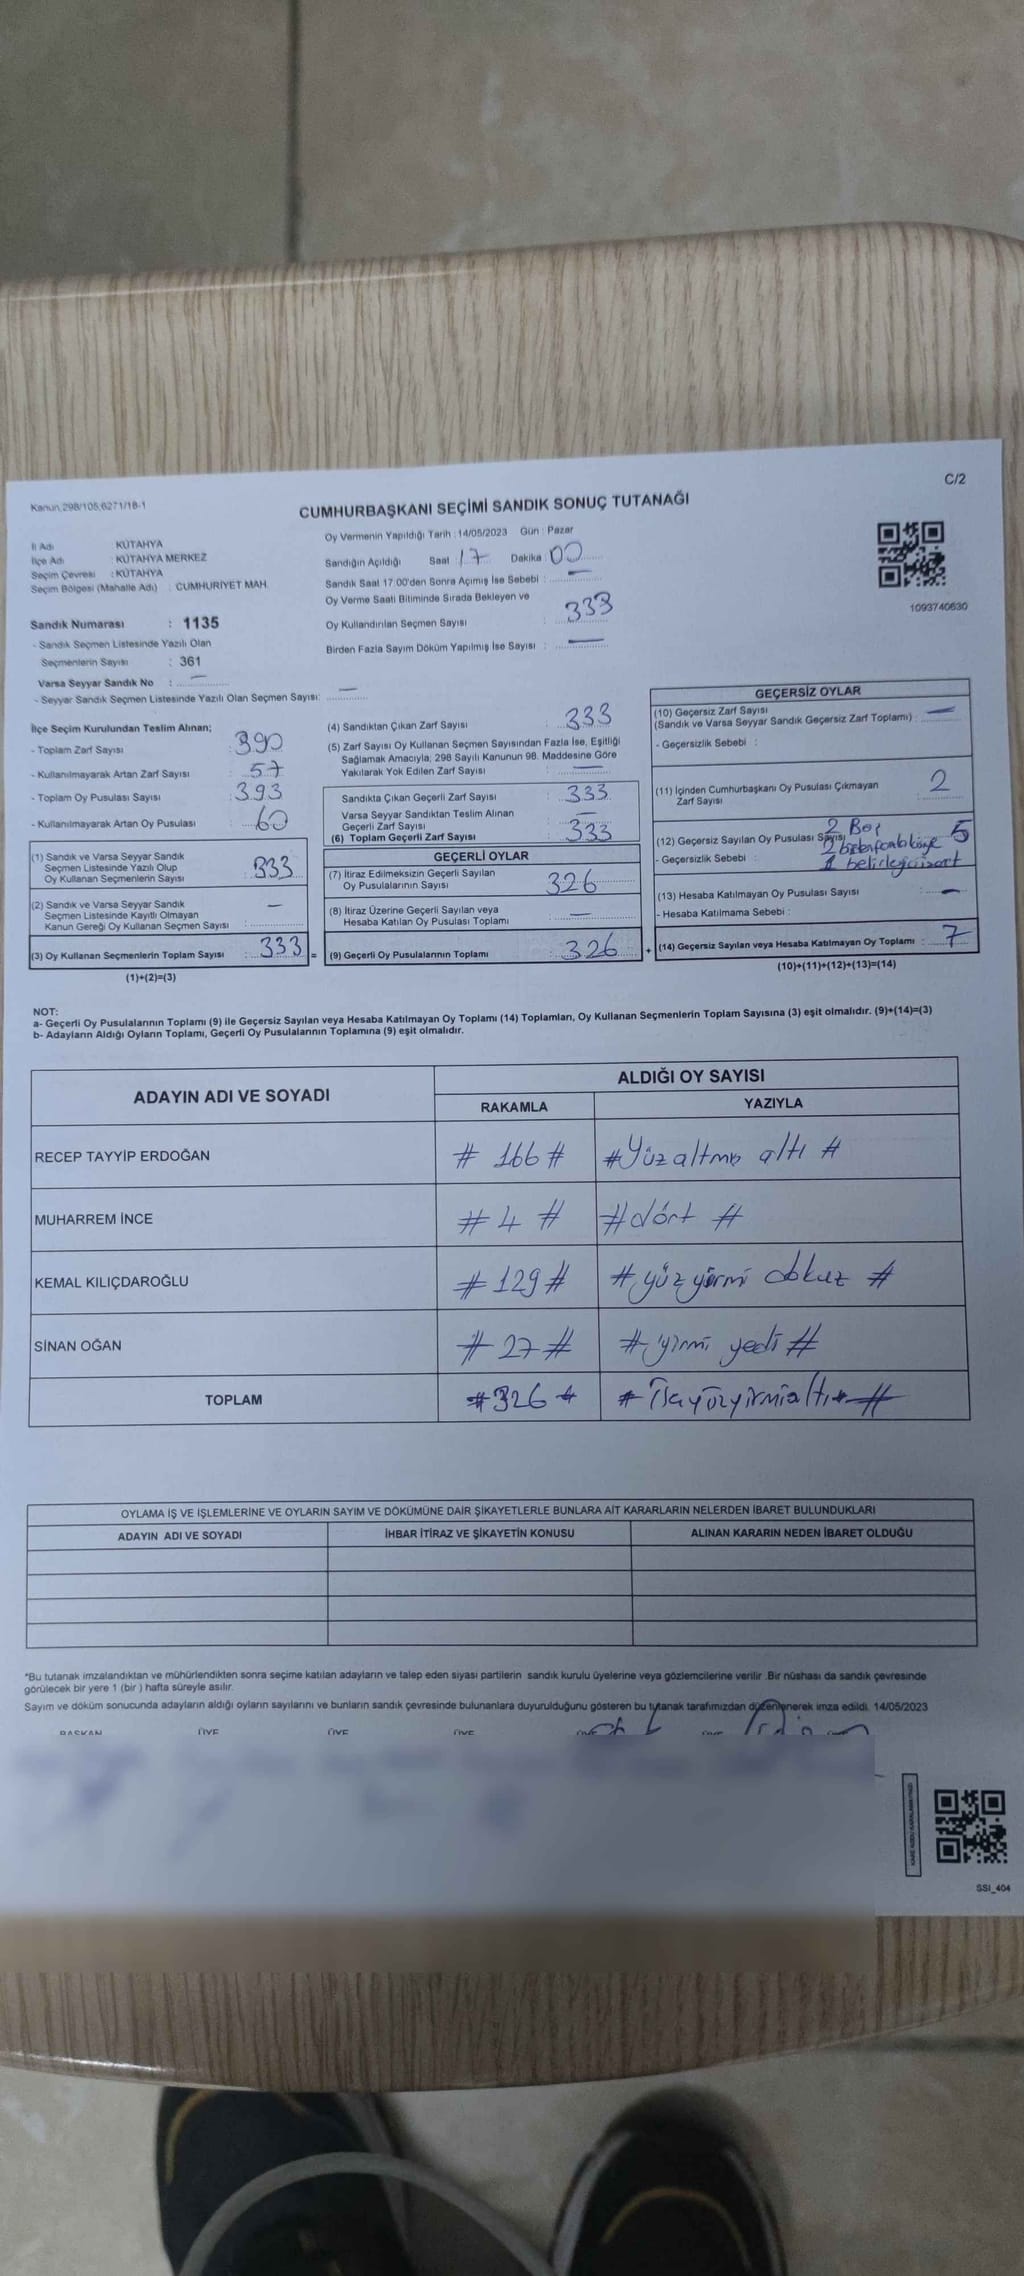 C/2
Kanun.298/105;6271/18-1
CUMHURBAŞKANI SEÇİMİ SANDIK SONUÇ TUTANAĞI
İl Adı KÜTAHYA
İlçe Adı : KÜTAHYA MERKEZ
Seçim Çevresi : KÜTAHYA
Seçim Bölgesi (Mahalle Adı) : CUMHURİYET MAH.
Sandık Numarası : 1135
- Sandık Seçmen Listesinde Yazılı Olan
Seçmenlerin Sayısı : 361
Varsa Seyyar Sandık No : —
- Seyyar Sandık Seçmen Listesinde Yazılı Olan Seçmen Sayısı: —
Oy Vermenin Yapıldığı Tarih : 14/05/2023 Gün : Pazar
Sandığın Açıldığı Saat 17 Dakika : 00
Sandık Saat 17:00'den Sonra Açımış İse Sebebi : —
Oy Verme Saati Bitiminde Sırada Bekleyen ve
Oy Kullandırılan Seçmen Sayısı : 333
Birden Fazla Sayım Döküm Yapılmış İse Sayısı : —
1093740630
İlçe Seçim Kurulundan Teslim Alınan;
- Toplam Zarf Sayısı : 390
- Kullanılmayarak Artan Zarf Sayısı : 57
- Toplam Oy Pusulası Sayısı : 393
- Kullanılmayarak Artan Oy Pusulası : 60
(1) Sandık ve Varsa Seyyar Sandık
Seçmen Listesinde Yazılı Olup
Oy Kullanan Seçmenlerin Sayısı : 333
(2) Sandık ve Varsa Seyyar Sandık
Seçmen Listesinde Kayıtlı Olmayan
Kanun Gereği Oy Kullanan Seçmen Sayısı : —
(3) Oy Kullanan Seçmenlerin Toplam Sayısı : 333 =
(1)+(2)=(3)
(4) Sandıktan Çıkan Zarf Sayısı : 333
(5) Zarf Sayısı Oy Kullanan Seçmen Sayısından Fazla İse, Eşitliği
Sağlamak Amacıyla; 298 Sayılı Kanunun 98. Maddesine Göre
Yakılarak Yok Edilen Zarf Sayısı : —
Sandıkta Çıkan Geçerli Zarf Sayısı : 333
Varsa Seyyar Sandıktan Teslim Alınan
Geçerli Zarf Sayısı : —
(6) Toplam Geçerli Zarf Sayısı : 333
GEÇERLİ OYLAR
(7) İtiraz Edilmeksizin Geçerli Sayılan
Oy Pusulalarının Sayısı : 326
(8) İtiraz Üzerine Geçerli Sayılan veya
Hesaba Katılan Oy Pusulası Toplamı : —
(9) Geçerli Oy Pusulalarının Toplamı : 326 +
GEÇERSİZ OYLAR
(10) Geçersiz Zarf Sayısı
(Sandık ve Varsa Seyyar Sandık Geçersiz Zarf Toplamı) : —
- Geçersizlik Sebebi :
(11) İçinden Cumhurbaşkanı Oy Pusulası Çıkmayan
Zarf Sayısı : 2
(12) Geçersiz Sayılan Oy Pusulası Sayısı 2 Boş 5
- Geçersizlik Sebebi : 2 birden fazla
1 belirleyici
(13) Hesaba Katılmayan Oy Pusulası Sayısı : —
- Hesaba Katılmama Sebebi :
(14) Geçersiz Sayılan veya Hesaba Katılmayan Oy Toplamı : 7
(10)+(11)+(12)+(13)=(14)
NOT:
a- Geçerli Oy Pusulalarının Toplamı (9) ile Geçersiz Sayılan veya Hesaba Katılmayan Oy Toplamı (14) Toplamları, Oy Kullanan Seçmenlerin Toplam Sayısına (3) eşit olmalıdır. (9)+(14)=(3)
b- Adayların Aldığı Oyların Toplamı, Geçerli Oy Pusulalarının Toplamına (9) eşit olmalıdır.
ADAYIN ADI VE SOYADI ALDIĞI OY SAYISI
RAKAMLA YAZIYLA
RECEP TAYYİP ERDOĞAN # 166 # # Yüz altmış altı #
MUHARREM İNCE # 4 # # dört #
KEMAL KILIÇDAROĞLU # 129 # # yüz yirmi dokuz #
SİNAN OĞAN # 27 # # yirmi yedi #
TOPLAM # 326 #
OYLAMA İŞ VE İŞLEMLERİNE VE OYLARIN SAYIM VE DÖKÜMÜNE DAİR ŞİKAYETLERLE BUNLARA AİT KARARLARIN NELERDEN İBARET BULUNDUKLARI
ADAYIN ADI VE SOYADI İHBAR İTİRAZ VE ŞİKAYETİN KONUSU ALINAN KARARIN NEDEN İBARET OLDUĞU
*Bu tutanak imzalandıktan ve mühürlendikten sonra seçime katılan adayların ve talep eden siyasi partilerin sandık kurulu üyelerine veya gözlemcilerine verilir .Bir nüshası da sandık çevresinde
görülecek bir yere 1 (bir ) hafta süreyle asılır.
Sayım ve döküm sonucunda adayların aldığı oyların sayılarını ve bunların sandık çevresinde bulunanlara duyurulduğunu gösteren bu tutanak tarafımızdan düzenlenerek imza edildi. 14/05/2023
BAŞKAN ÜYE ÜYE ÜYE
SSI_404